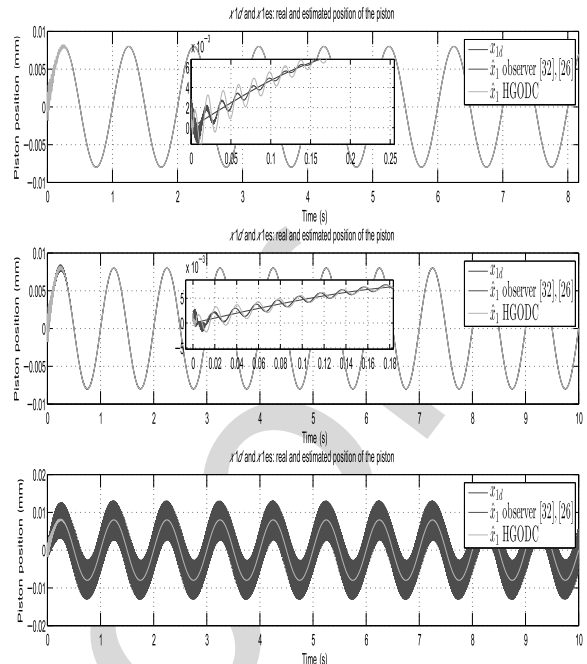 x1d and x1es: real and estimated position of the piston
Piston position (mm)
0.01
0.005
0
−0.005
−0.01
0 1 2 3 4 5 6 7 8
Time (s)
x 10⁻³
6
4
2
0
0 0.05 0.1 0.15 0.2 0.25
x1d
x̂1 observer [32], [26]
x̂1 HGODC
x1d and x1es: real and estimated position of the piston
Piston position (mm)
0.01
0.005
0
−0.005
−0.01
0 1 2 3 4 5 6 7 8 9 10
Time (s)
x 10⁻³
5
0
0 0.02 0.04 0.06 0.08 0.1 0.12 0.14 0.16 0.18
x1d
x̂1 observer [32], [26]
x̂1 HGODC
x1d and x1es: real and estimated position of the piston
Piston position (mm)
0.02
0.01
0
−0.01
−0.02
0 1 2 3 4 5 6 7 8 9 10
Time (s)
x1d
x̂1 observer [32], [26]
x̂1 HGODC